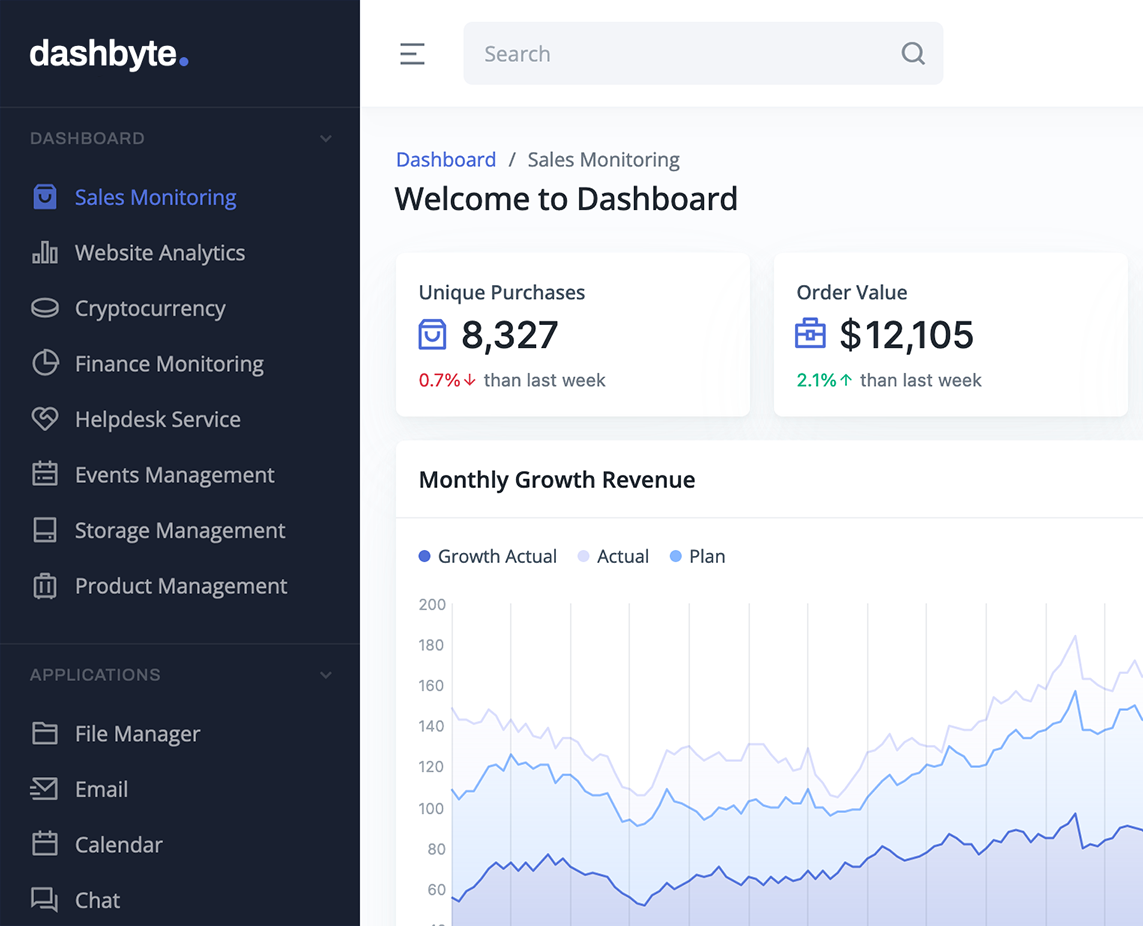 dashbyte.
Search
DASHBOARD
Sales Monitoring
Website Analytics
Cryptocurrency
Finance Monitoring
Helpdesk Service
Events Management
Storage Management
Product Management
APPLICATIONS
File Manager
Email
Calendar
Chat
Dashboard / Sales Monitoring
Welcome to Dashboard
Unique Purchases
8,327
0.7% than last week
Order Value
$12,105
2.1% than last week
Monthly Growth Revenue
Growth Actual Actual Plan
200
180
160
140
120
100
80
60